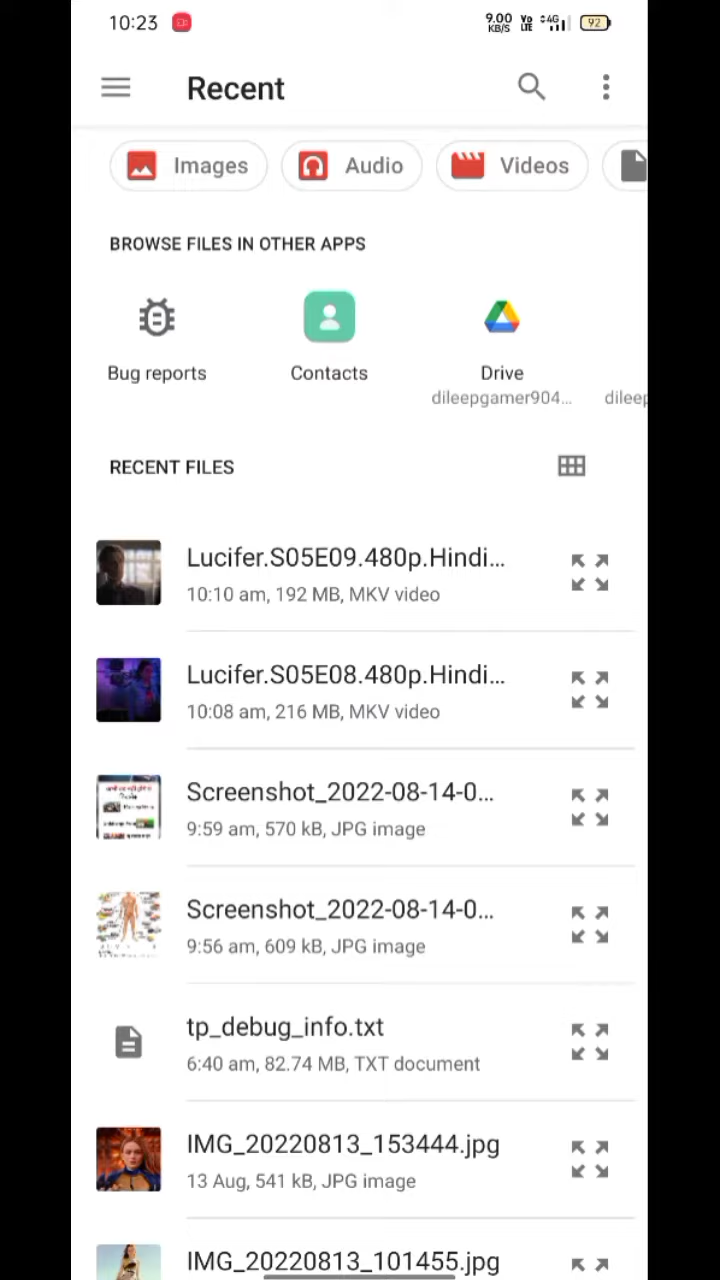 10:23
9.00 KB/S VO LTE 4G 92
Recent
Images Audio Videos
BROWSE FILES IN OTHER APPS
Bug reports Contacts Drive
dileepgamer904... dileep
RECENT FILES
Lucifer.S05E09.480p.Hindi...
10:10 am, 192 MB, MKV video
Lucifer.S05E08.480p.Hindi...
10:08 am, 216 MB, MKV video
Screenshot_2022-08-14-0...
9:59 am, 570 kB, JPG image
Screenshot_2022-08-14-0...
9:56 am, 609 kB, JPG image
tp_debug_info.txt
6:40 am, 82.74 MB, TXT document
IMG_20220813_153444.jpg
13 Aug, 541 kB, JPG image
IMG_20220813_101455.jpg